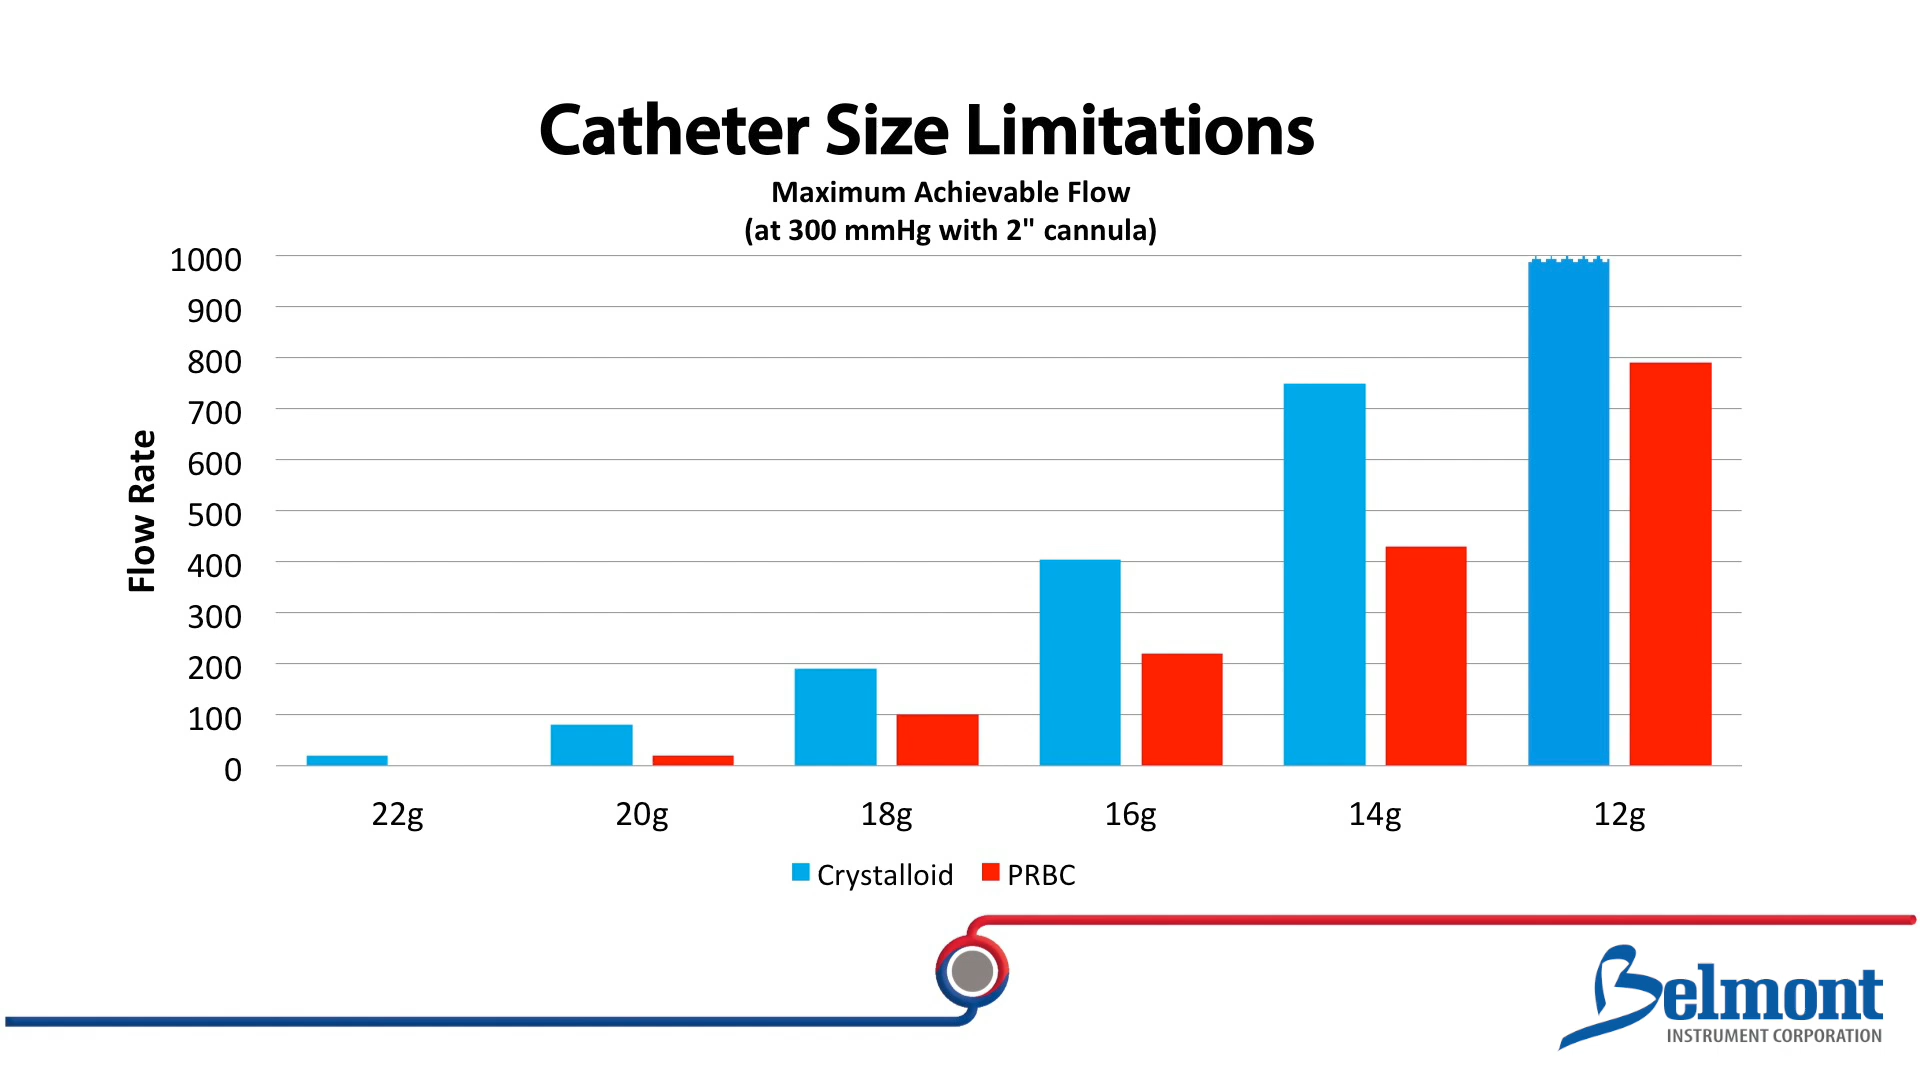 Catheter Size Limitations
Maximum Achievable Flow
(at 300 mmHg with 2" cannula)
1000
900
800
700
600
500
400
300
200
100
0
Flow Rate
22g 20g 18g 16g 14g 12g
Crystalloid PRBC
Belmont
INSTRUMENT CORPORATION